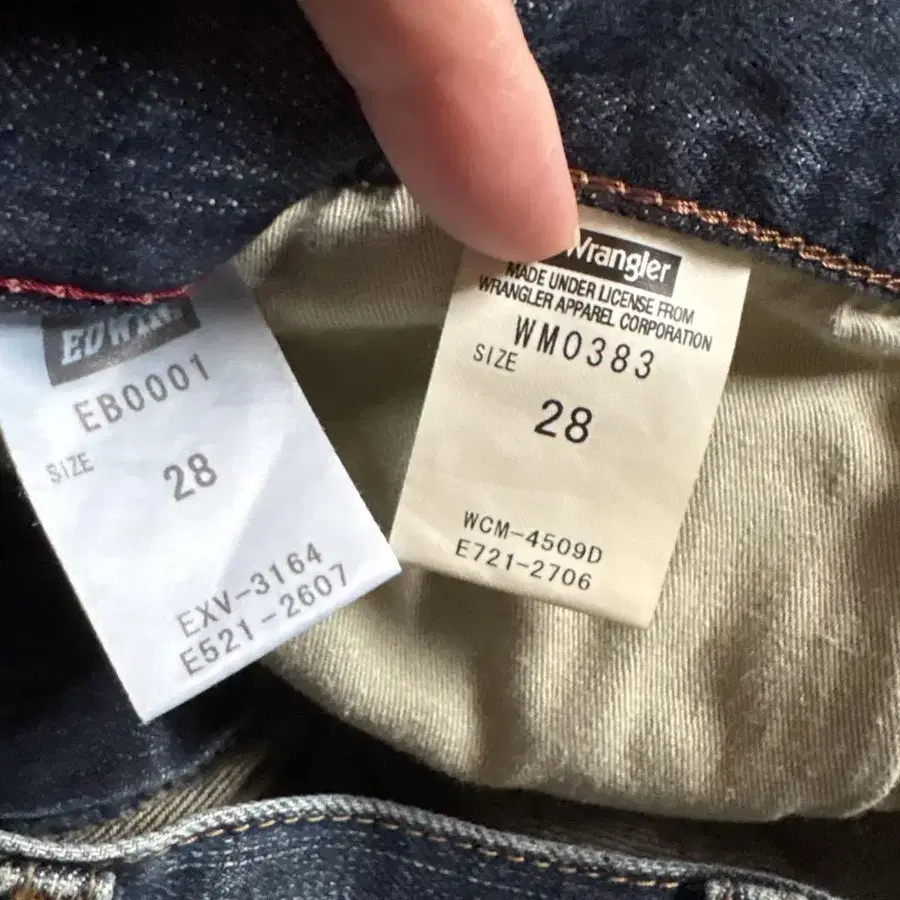 EDWIN
EB0001
SIZE
28
EXV-3164
E521-2607
Wrangler
MADE UNDER LICENSE FROM
WRANGLER APPAREL CORPORATION
WM0383
SIZE
28
WCM-4509D
E721-2706